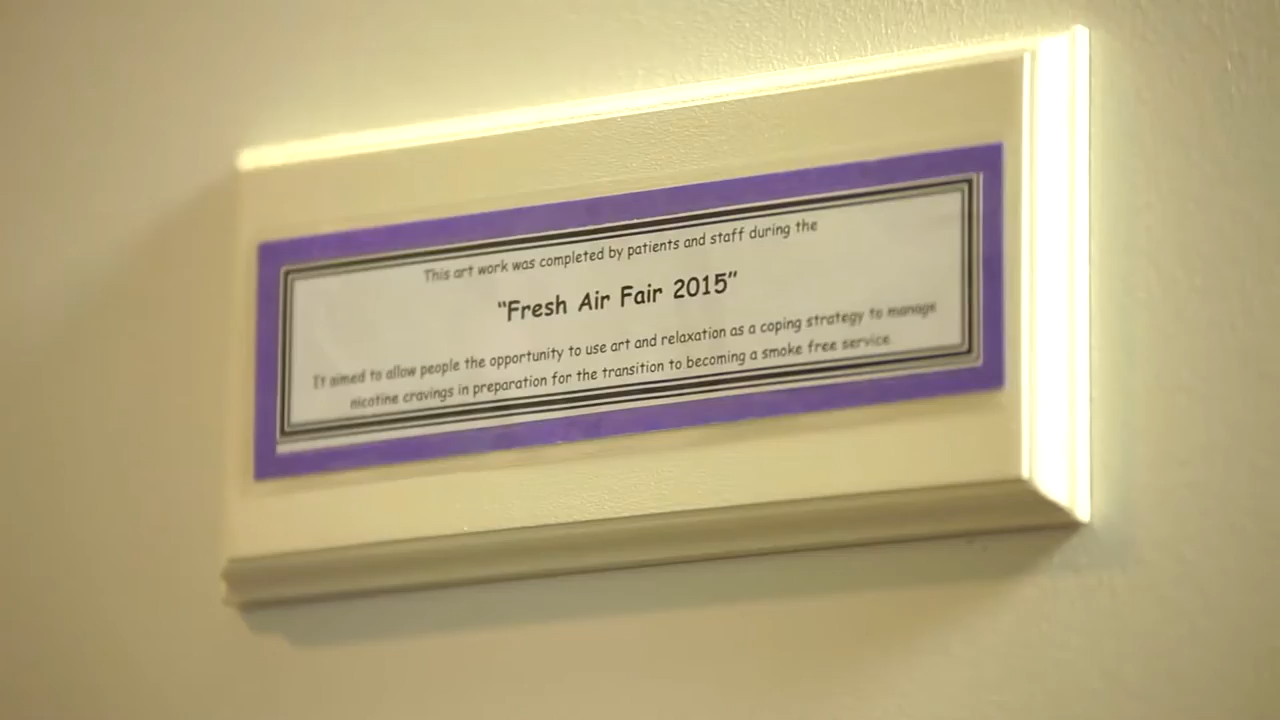 This art work was completed by patients and staff during the
“Fresh Air Fair 2015”
It aimed to allow people the opportunity to use art and relaxation as a coping strategy to manage
nicotine cravings in preparation for the transition to becoming a smoke free service